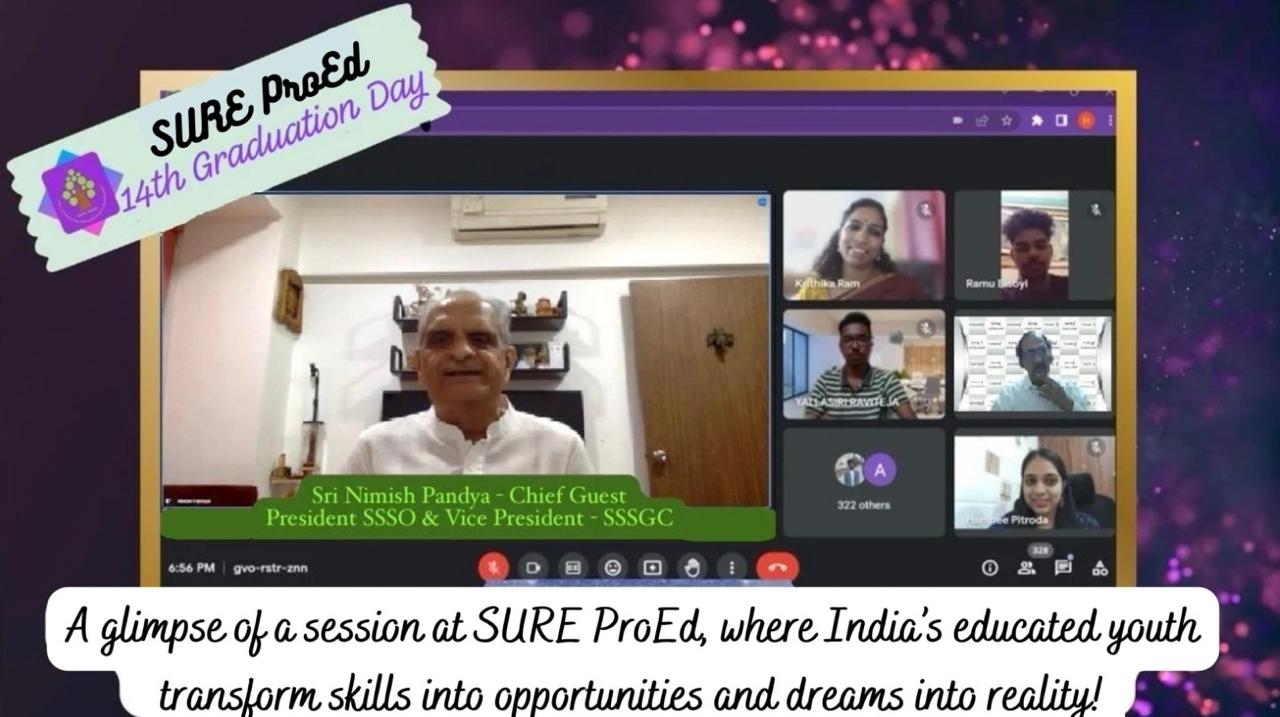 SURE ProEd
14th Graduation Day
Krithika Ram
Ramu Bisoyi
YALLASIRI RAVITEJA
A
322 others
Pitroda
Sri Nimish Pandya - Chief Guest
President SSSO & Vice President - SSSGC
328
6:56 PM | gvo-rstr-znn
A glimpse of a session at SURE ProEd, where India's educated youth
transform skills into opportunities and dreams into reality!